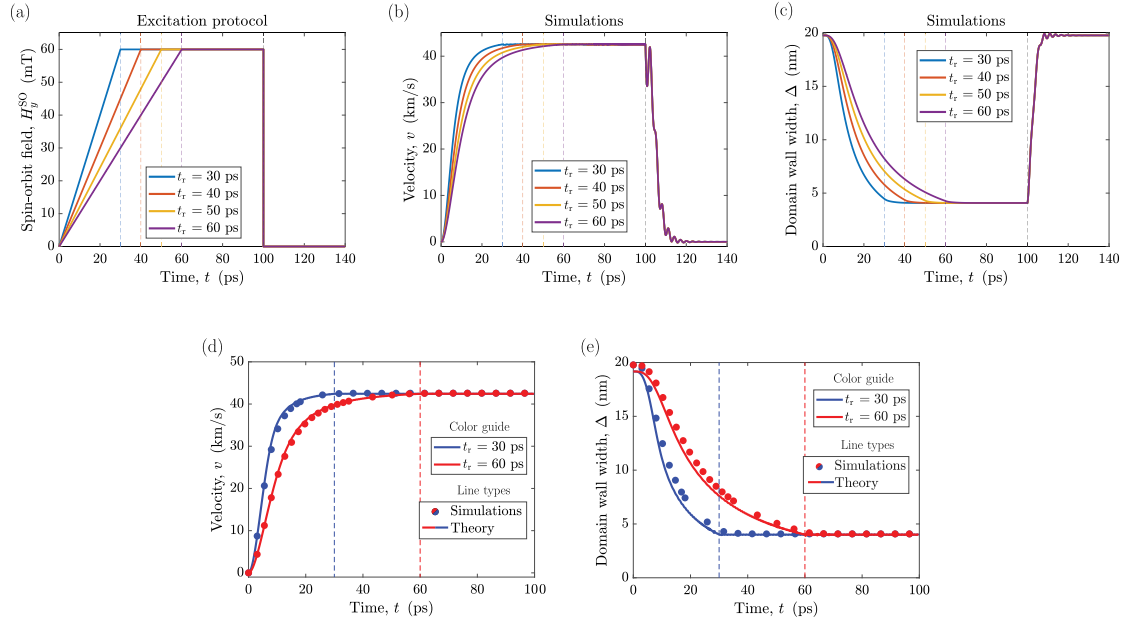 (a)
Excitation protocol
Spin-orbit field, H_y^SO (mT)
60
50
40
30
20
10
0
t_r = 30 ps
t_r = 40 ps
t_r = 50 ps
t_r = 60 ps
0 20 40 60 80 100 120 140
Time, t (ps)
(b)
Simulations
Velocity, v (km/s)
40
30
20
10
0
t_r = 30 ps
t_r = 40 ps
t_r = 50 ps
t_r = 60 ps
0 20 40 60 80 100 120 140
Time, t (ps)
(c)
Simulations
Domain wall width, Δ (nm)
20
15
10
5
0
t_r = 30 ps
t_r = 40 ps
t_r = 50 ps
t_r = 60 ps
0 20 40 60 80 100 120 140
Time, t (ps)
(d)
Velocity, v (km/s)
50
40
30
20
10
0
Color guide
t_r = 30 ps
t_r = 60 ps
Line types
Simulations
Theory
0 20 40 60 80 100
Time, t (ps)
(e)
Domain wall width, Δ (nm)
20
15
10
5
0
Color guide
t_r = 30 ps
t_r = 60 ps
Line types
Simulations
Theory
0 20 40 60 80 100
Time, t (ps)